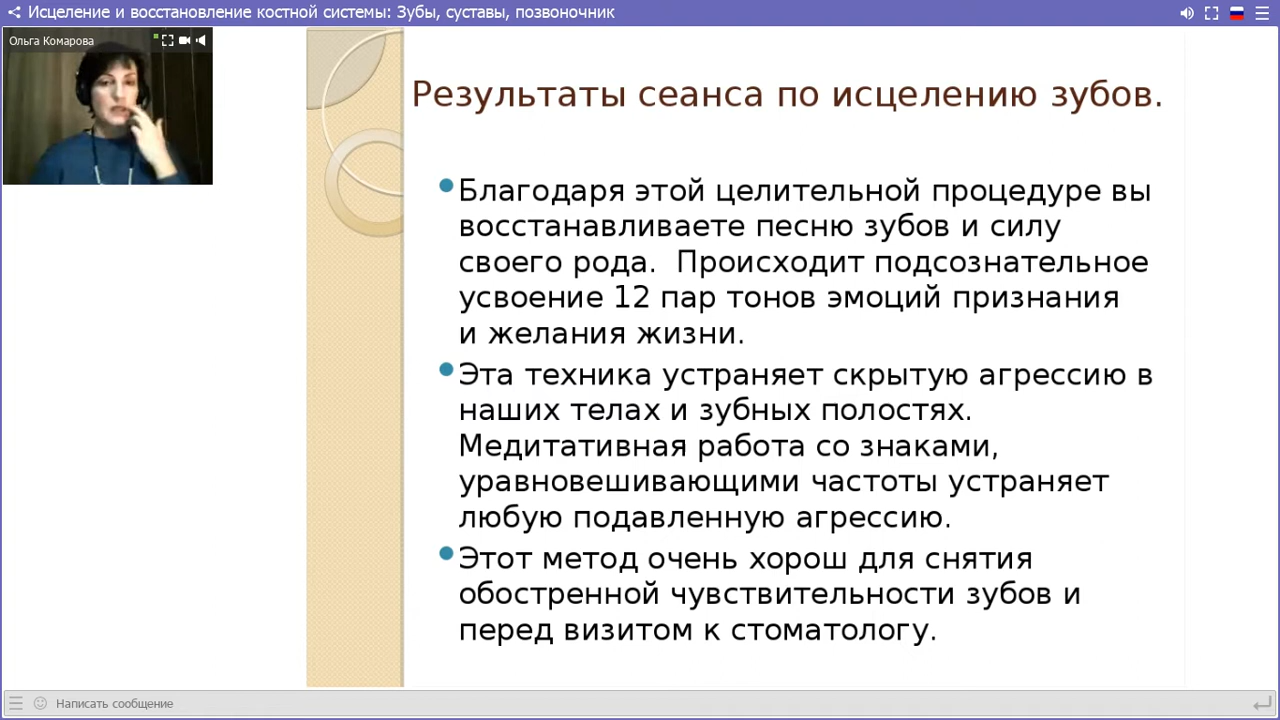 Исцеление и восстановление костной системы: Зубы, суставы, позвоночник
Ольга Комарова
Результаты сеанса по исцелению зубов.
Благодаря этой целительной процедуре вы
восстанавливаете песню зубов и силу
своего рода.  Происходит подсознательное
усвоение 12 пар тонов эмоций признания
и желания жизни.
Эта техника устраняет скрытую агрессию в
наших телах и зубных полостях.
Медитативная работа со знаками,
уравновешивающими частоты устраняет
любую подавленную агрессию.
Этот метод очень хорош для снятия
обостренной чувствительности зубов и
перед визитом к стоматологу.
Написать сообщение